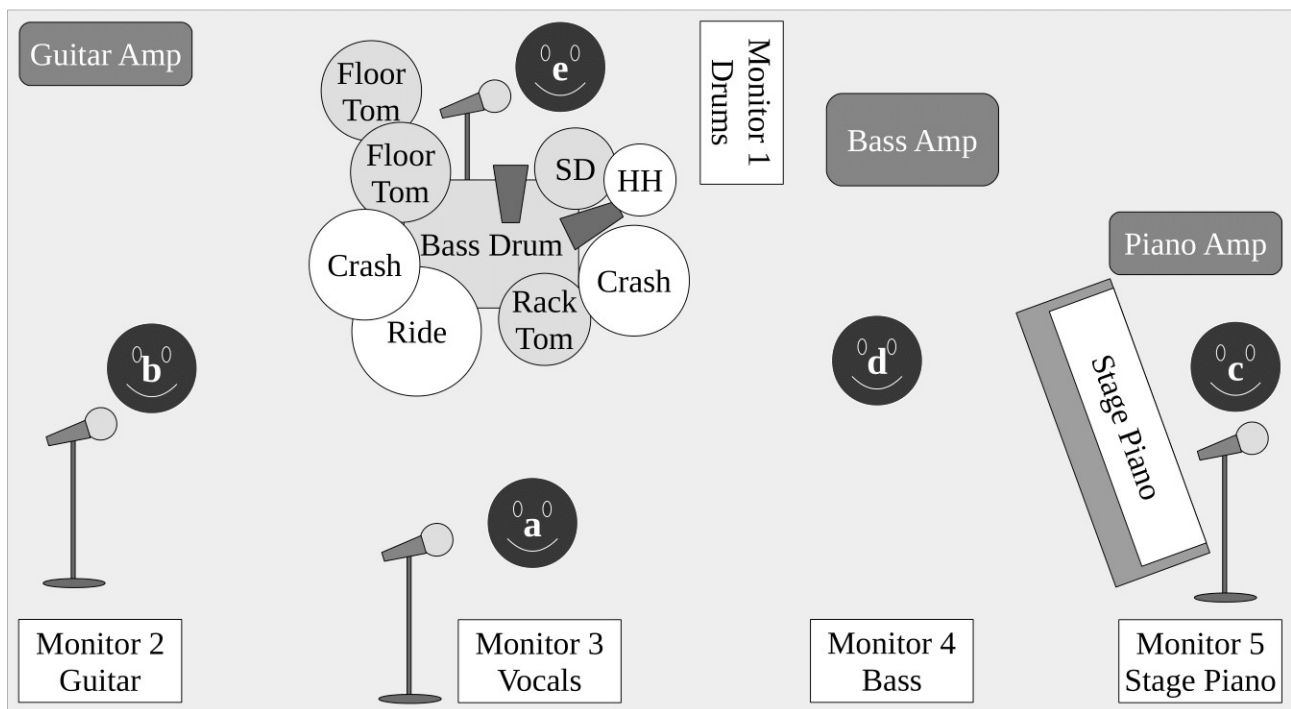 Guitar Amp
Floor
Tom
e
Monitor 1
Drums
Bass Amp
Floor
Tom
SD
HH
Bass Drum
Crash
Crash
Piano Amp
Ride
Rack
Tom
b
d
c
Stage Piano
a
Monitor 2
Guitar
Monitor 3
Vocals
Monitor 4
Bass
Monitor 5
Stage Piano